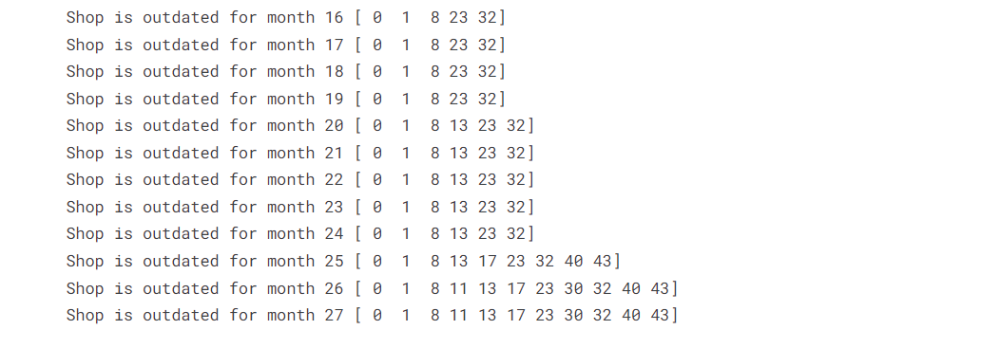 Shop is outdated for month 16 [ 0  1  8 23 32]
Shop is outdated for month 17 [ 0  1  8 23 32]
Shop is outdated for month 18 [ 0  1  8 23 32]
Shop is outdated for month 19 [ 0  1  8 23 32]
Shop is outdated for month 20 [ 0  1  8 13 23 32]
Shop is outdated for month 21 [ 0  1  8 13 23 32]
Shop is outdated for month 22 [ 0  1  8 13 23 32]
Shop is outdated for month 23 [ 0  1  8 13 23 32]
Shop is outdated for month 24 [ 0  1  8 13 23 32]
Shop is outdated for month 25 [ 0  1  8 13 17 23 32 40 43]
Shop is outdated for month 26 [ 0  1  8 11 13 17 23 30 32 40 43]
Shop is outdated for month 27 [ 0  1  8 11 13 17 23 30 32 40 43]